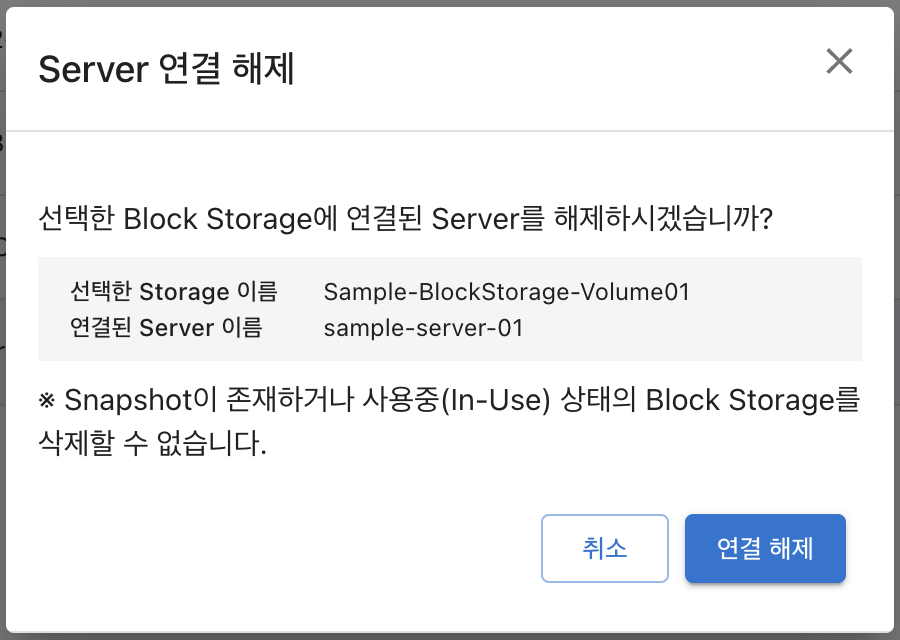 Server 연결 해제
선택한 Block Storage에 연결된 Server를 해제하시겠습니까?
선택한 Storage 이름 Sample-BlockStorage-Volume01
연결된 Server 이름 sample-server-01
※ Snapshot이 존재하거나 사용중(In-Use) 상태의 Block Storage를
삭제할 수 없습니다.
취소 연결 해제